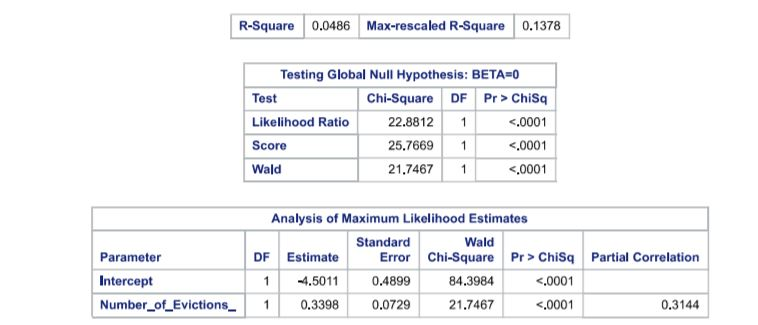 R-Square 0.0486 Max-rescaled R-Square 0.1378
Testing Global Null Hypothesis: BETA=0
Test Chi-Square DF Pr > ChiSq
Likelihood Ratio 22.8812 1 <.0001
Score 25.7669 1 <.0001
Wald 21.7467 1 <.0001
Analysis of Maximum Likelihood Estimates
Parameter DF Estimate Standard Error Wald Chi-Square Pr > ChiSq Partial Correlation
Intercept 1 -4.5011 0.4899 84.3984 <.0001
Number_of_Evictions_ 1 0.3398 0.0729 21.7467 <.0001 0.3144